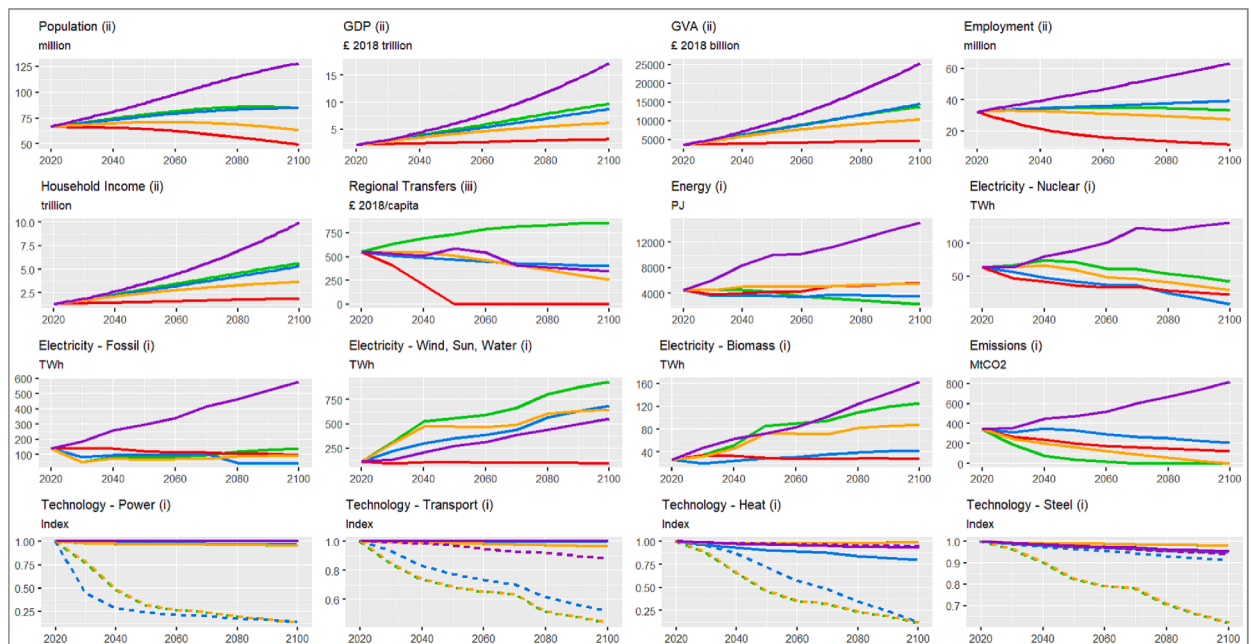 Population (ii)
million
125
100
75
50
2020 2040 2060 2080 2100
GDP (ii)
£ 2018 trillion
15
10
5
2020 2040 2060 2080 2100
GVA (ii)
£ 2018 billion
25000
20000
15000
10000
5000
2020 2040 2060 2080 2100
Employment (ii)
million
60
40
20
2020 2040 2060 2080 2100
Household Income (ii)
trillion
10.0
7.5
5.0
2.5
2020 2040 2060 2080 2100
Regional Transfers (iii)
£ 2018/capita
750
500
250
0
2020 2040 2060 2080 2100
Energy (i)
PJ
12000
8000
4000
2020 2040 2060 2080 2100
Electricity - Nuclear (i)
TWh
100
50
2020 2040 2060 2080 2100
Electricity - Fossil (i)
TWh
600
500
400
300
200
100
2020 2040 2060 2080 2100
Electricity - Wind, Sun, Water (i)
TWh
750
500
250
2020 2040 2060 2080 2100
Electricity - Biomass (i)
TWh
160
120
80
40
2020 2040 2060 2080 2100
Emissions (i)
MtCO2
800
600
400
200
0
2020 2040 2060 2080 2100
Technology - Power (i)
Index
1.00
0.75
0.50
0.25
2020 2040 2060 2080 2100
Technology - Transport (i)
Index
1.0
0.8
0.6
2020 2040 2060 2080 2100
Technology - Heat (i)
Index
1.00
0.75
0.50
0.25
2020 2040 2060 2080 2100
Technology - Steel (i)
Index
1.0
0.9
0.8
0.7
2020 2040 2060 2080 2100